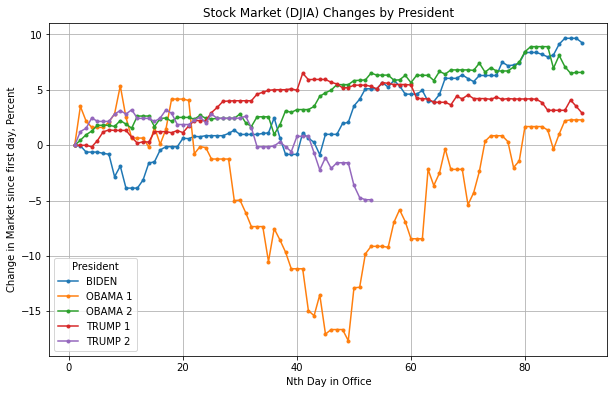 Stock Market (DJIA) Changes by President
Change in Market since first day, Percent
10
5
0
−5
−10
−15
President
BIDEN
OBAMA 1
OBAMA 2
TRUMP 1
TRUMP 2
0 20 40 60 80
Nth Day in Office